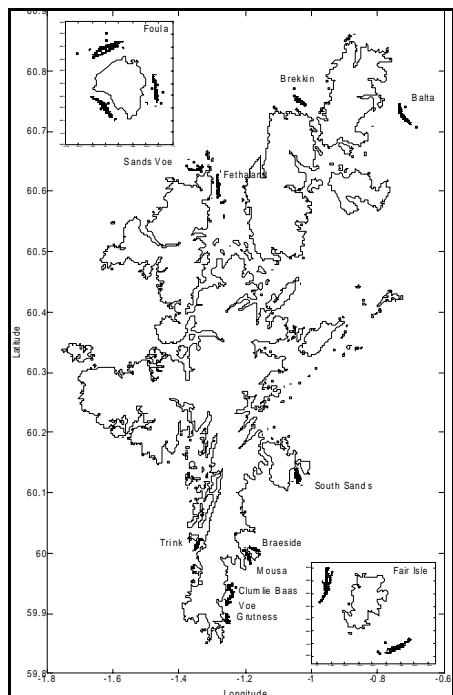 60.9
Foula
60.8
Brekkin
Balta
60.7
Sands Voe
Fethaland
60.6
60.5
60.4
Latitude
60.3
60.2
60.1
South Sands
Trink
Braeside
60
Mousa
Fair Isle
Clumlie Baas
Voe
59.9
Grutness
59.8
-1.8
-1.6
-1.4
-1.2
-1
-0.8
-0.6
Longitude